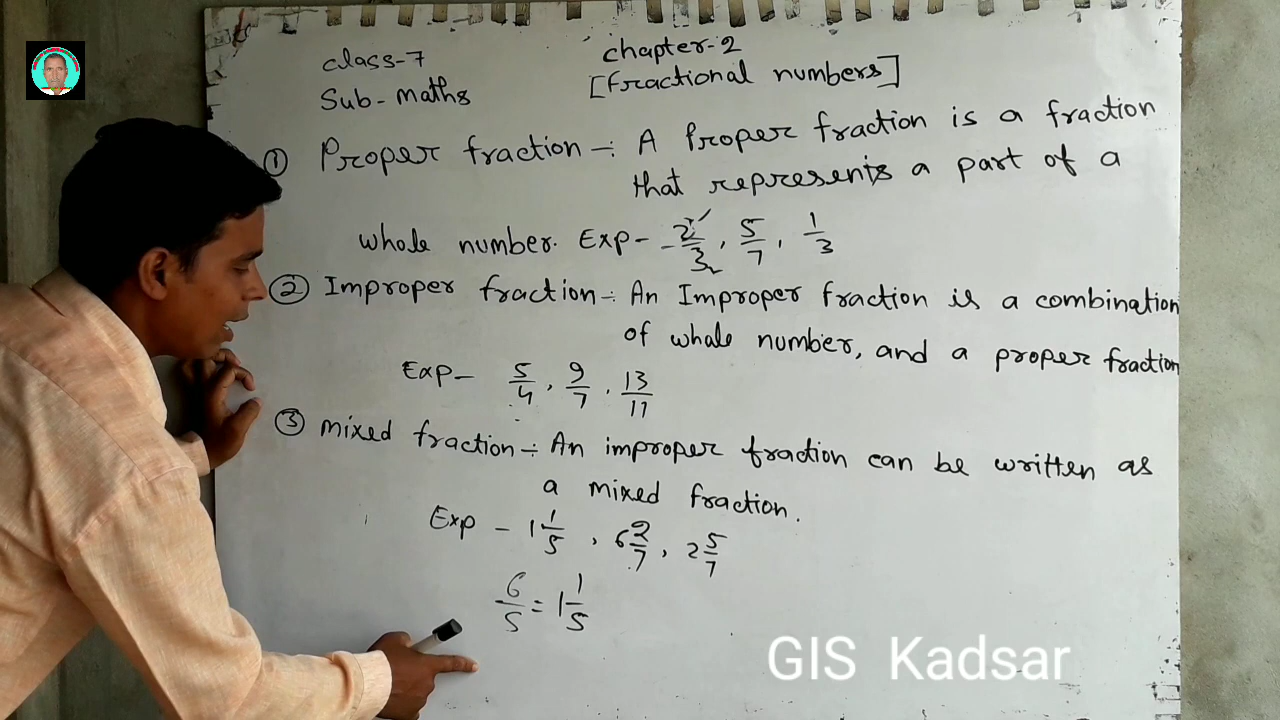 class-7
chapter-2
Sub- maths
[fractional numbers]
① Proper fraction -: A Proper fraction is a fraction
that represents a part of a
whole number. Exp- 2/3, 5/7, 1/3
② Improper fraction -: An Improper fraction is a combination
of whole number, and a proper fraction
Exp- 5/4, 9/7, 13/11
③ mixed fraction -: An improper fraction can be written as
a mixed fraction.
Exp - 1 1/5, 6 2/7, 2 5/7
6/5 = 1 1/5
GIS Kadsar